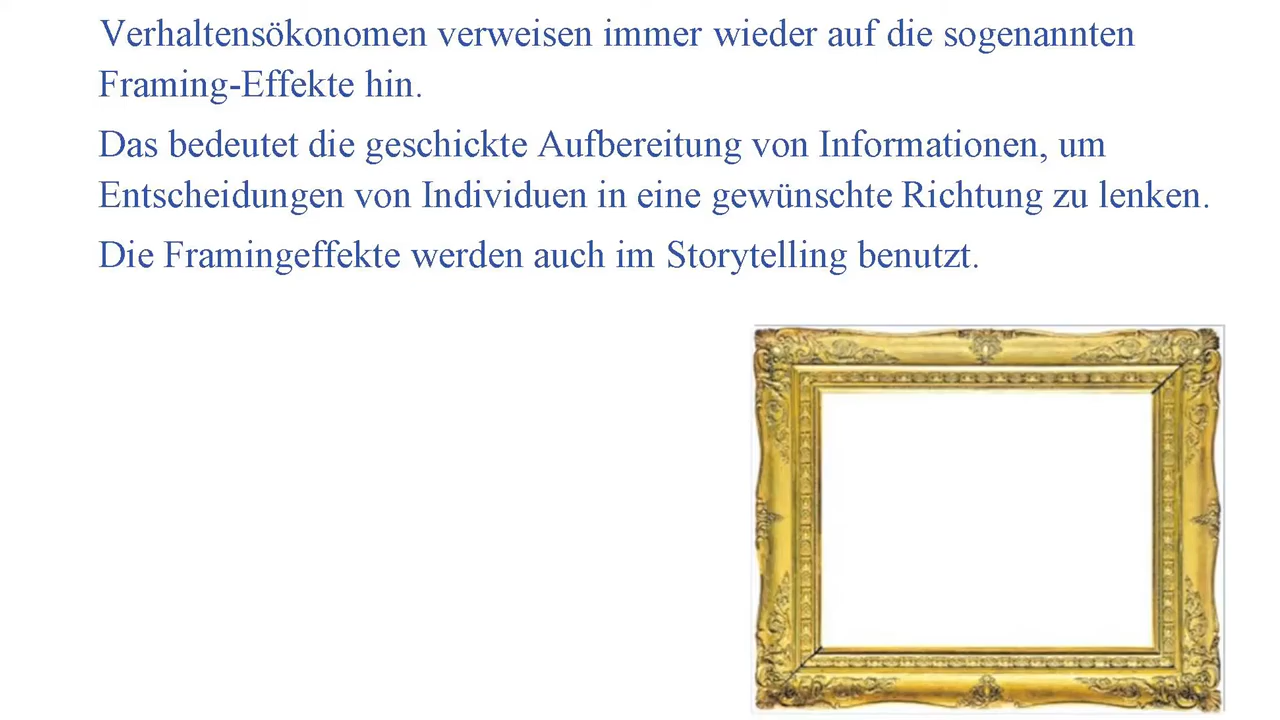 Verhaltensökonomen verweisen immer wieder auf die sogenannten
Framing-Effekte hin.
Das bedeutet die geschickte Aufbereitung von Informationen, um
Entscheidungen von Individuen in eine gewünschte Richtung zu lenken.
Die Framingeffekte werden auch im Storytelling benutzt.